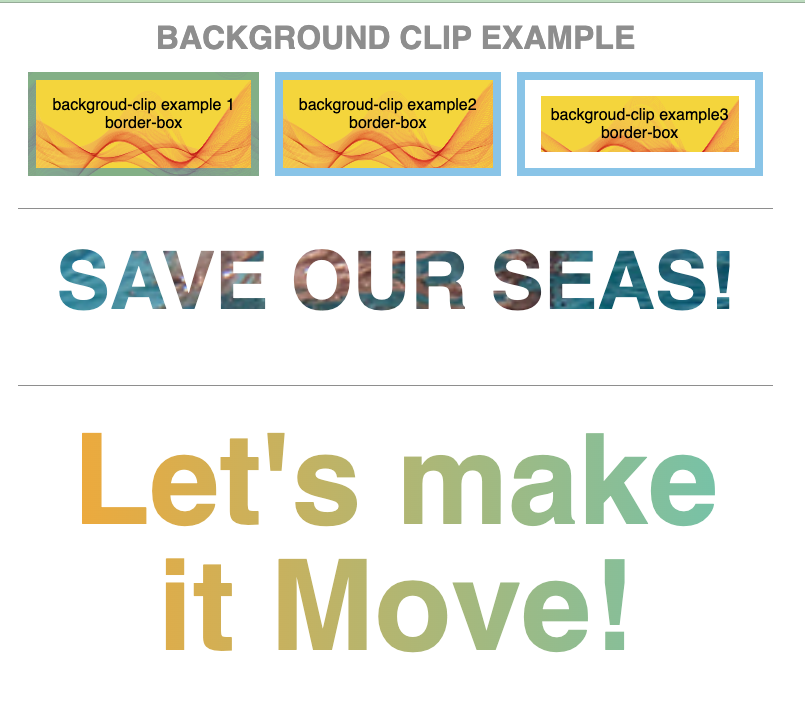 BACKGROUND CLIP EXAMPLE
backgroud-clip example 1
border-box
backgroud-clip example2
border-box
backgroud-clip example3
border-box
SAVE OUR SEAS!
Let's make
it Move!